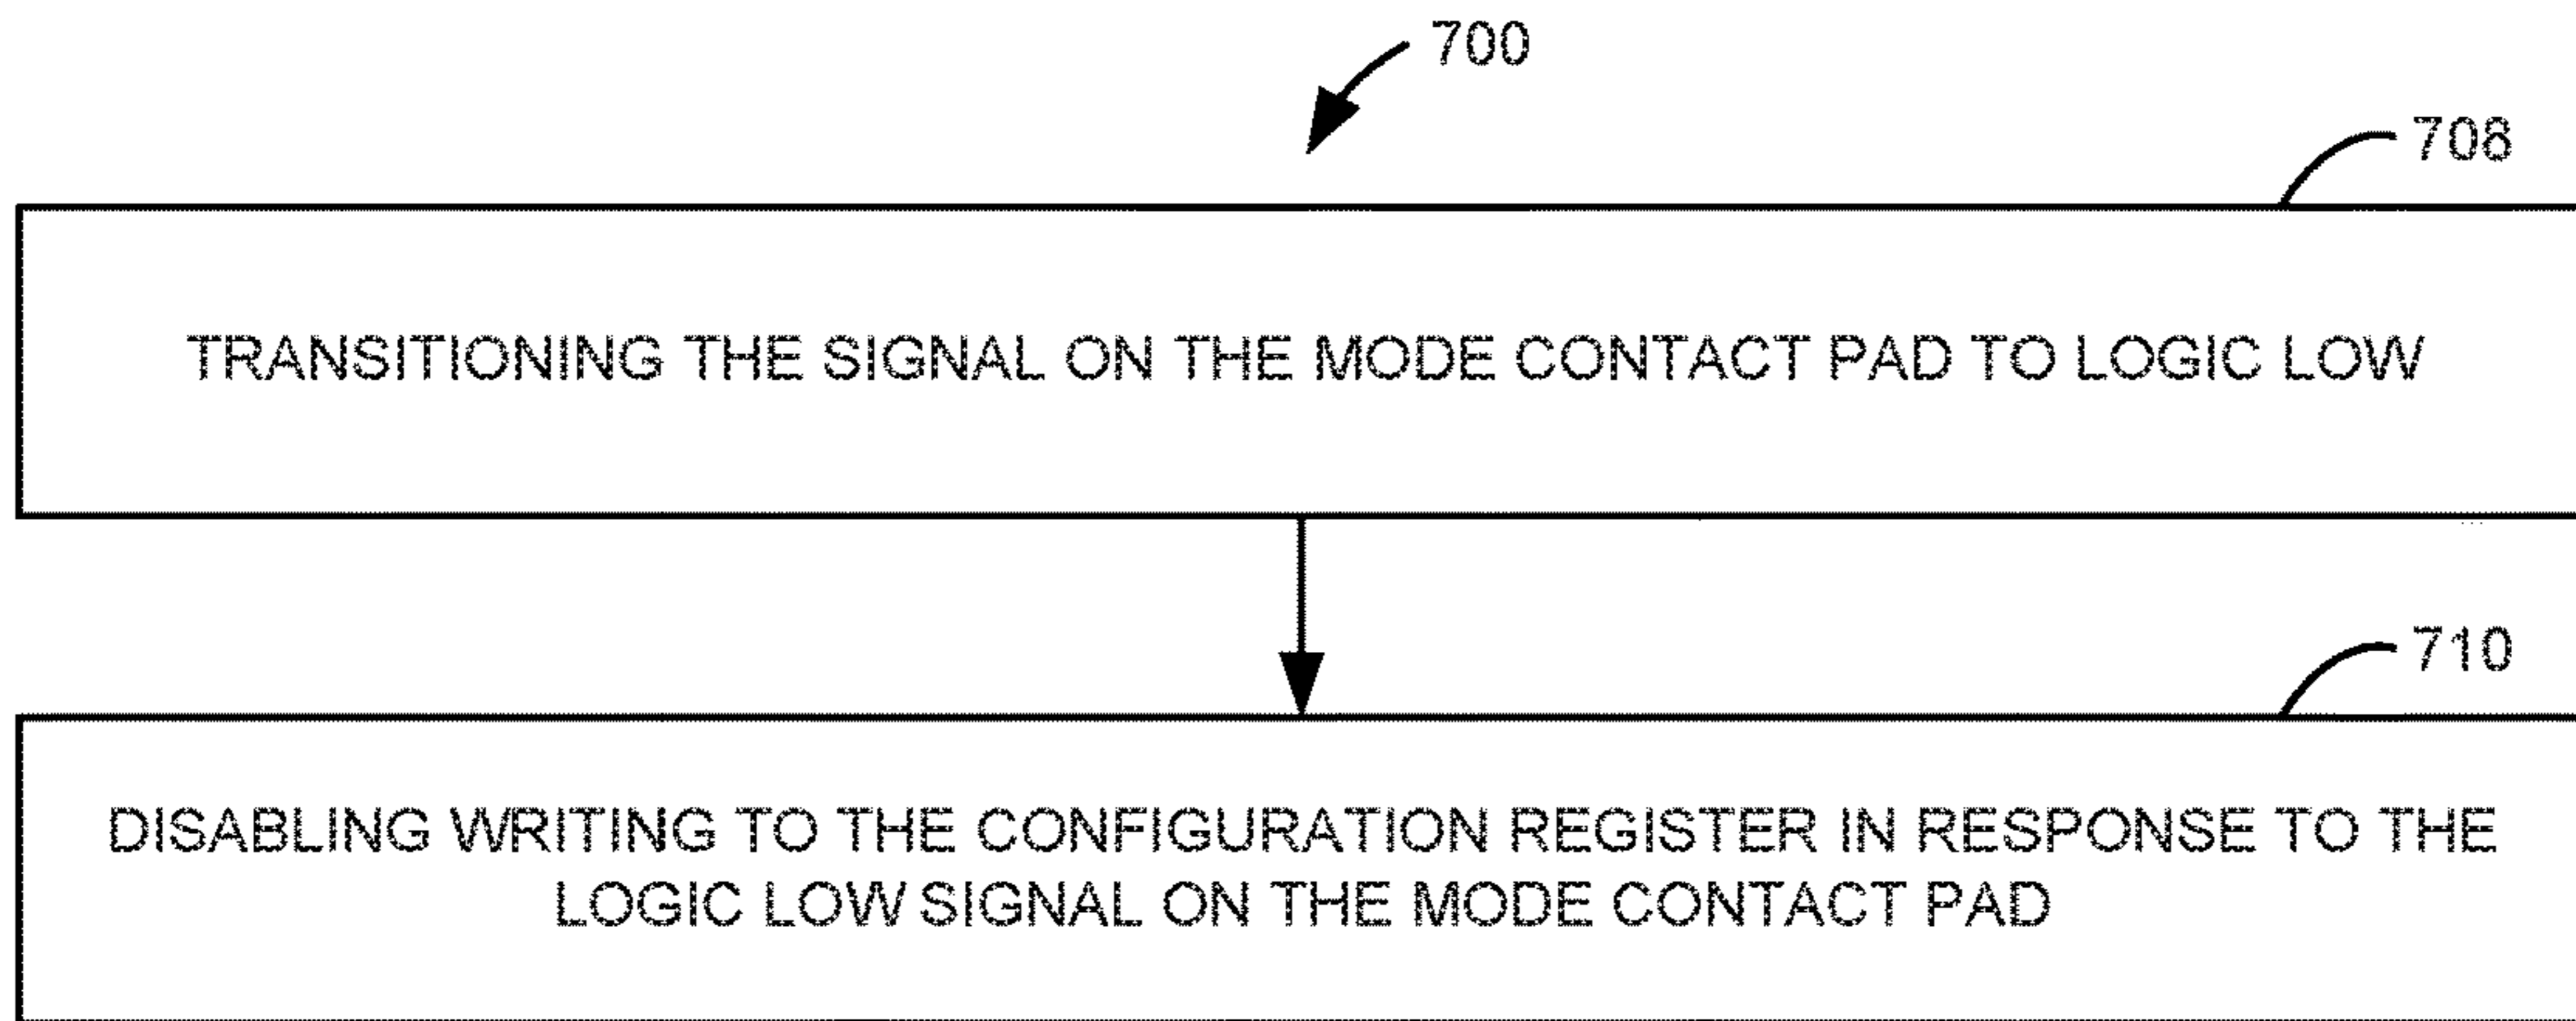 700
708
TRANSITIONING THE SIGNAL ON THE MODE CONTACT PAD TO LOGIC LOW
710
DISABLING WRITING TO THE CONFIGURATION REGISTER IN RESPONSE TO THE
LOGIC LOW SIGNAL ON THE MODE CONTACT PAD